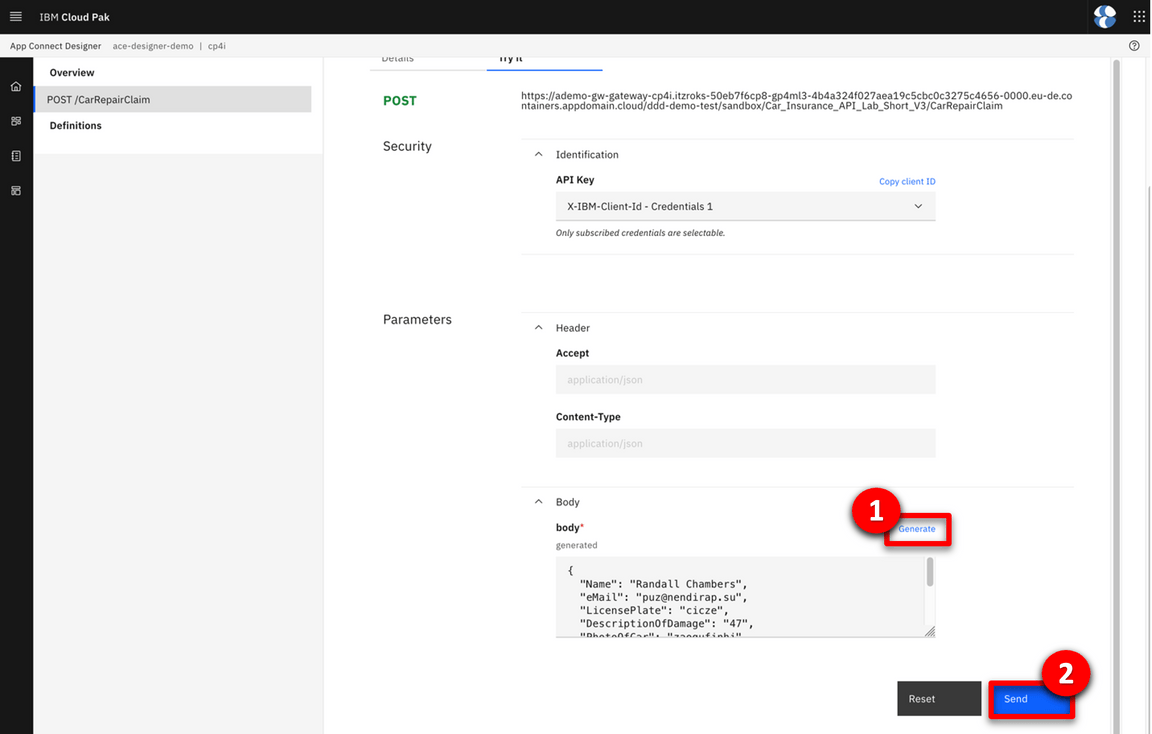 IBM Cloud Pak
App Connect Designer ace-designer-demo | cp4i
Overview
POST /CarRepairClaim
Definitions
Details Try it
POST
https://ademo-gw-gateway-cp4i.itzroks-50eb7f6cp8-gp4ml3-4b4a324f027aea19c5cbc0c3275c4656-0000.eu-de.co
ntainers.appdomain.cloud/ddd-demo-test/sandbox/Car_Insurance_API_Lab_Short_V3/CarRepairClaim
Security
Identification
API Key Copy client ID
X-IBM-Client-Id - Credentials 1
Only subscribed credentials are selectable.
Parameters
Header
Accept
application/json
Content-Type
application/json
Body
1
body* Generate
generated
{
"Name": "Randall Chambers",
"eMail": "puz@nendirap.su",
"LicensePlate": "cicze",
"DescriptionOfDamage": "47",
"PhotoOfCar":
2
Reset Send